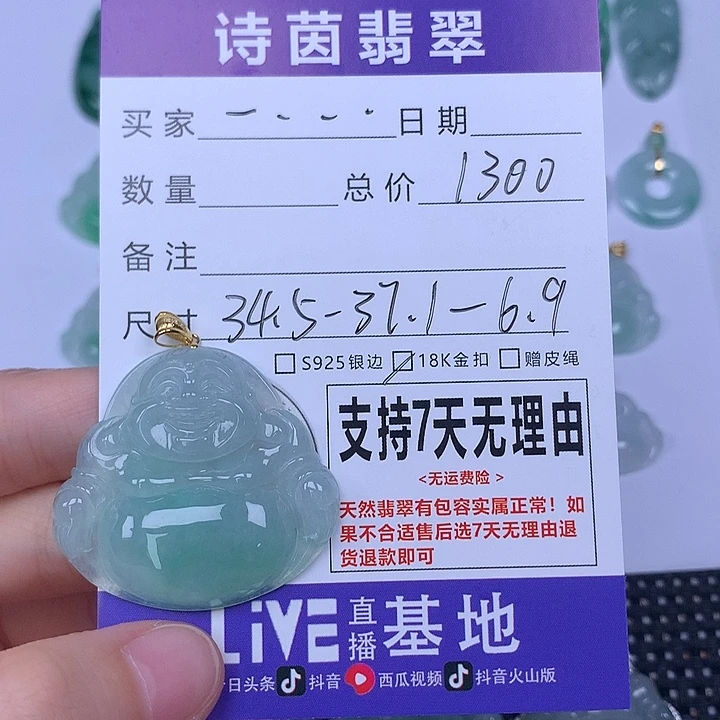 诗茵翡翠
买家 日期
数量 总价 1300
备注
尺寸 34.5-37.1-6.9
S925银边 18K金扣 赠皮绳
支持7天无理由
<无运费险>
天然翡翠有包容实属正常！如
果不合适售后选7天无理由退
货退款即可
LiVE直播基地
日头条 抖音 西瓜视频 抖音火山版